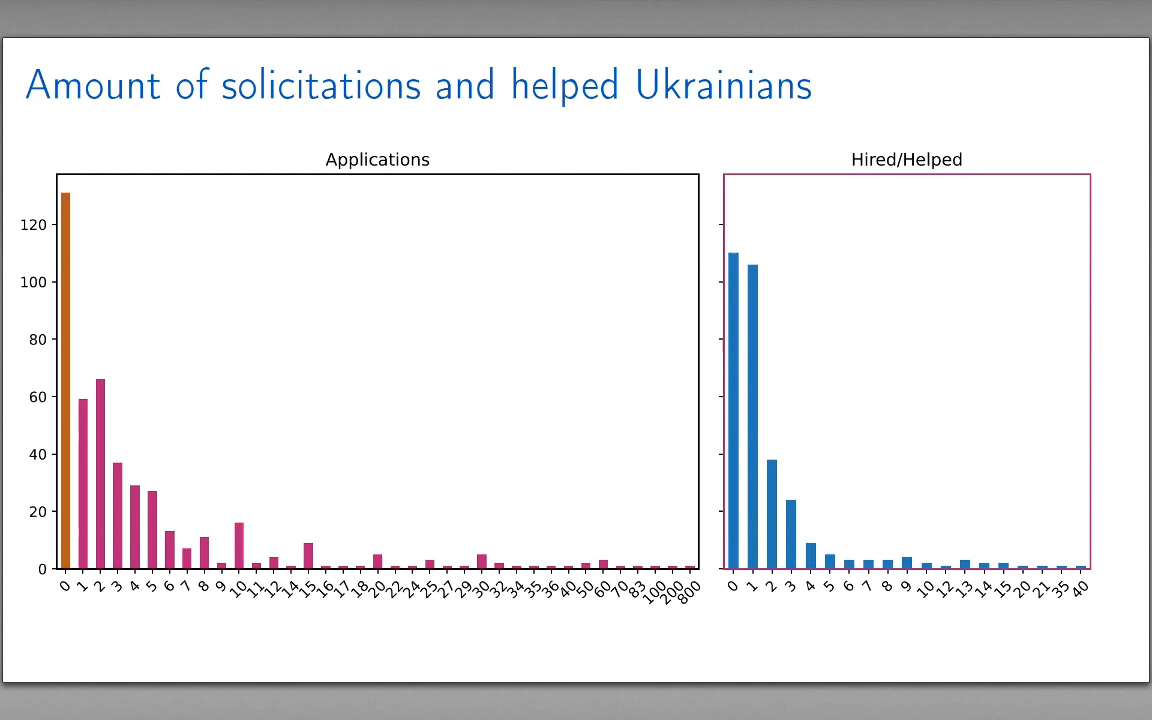 Amount of solicitations and helped Ukrainians
Applications
Hired/Helped
120
100
80
60
40
20
0
0 1 2 3 4 5 6 7 8 9 10 11 12 14 15 16 17 18 20 22 24 25 27 29 30 32 34 35 36 40 50 60 70 83 100 200 800
0 1 2 3 4 5 6 7 8 9 10 12 13 14 15 20 21 35 40